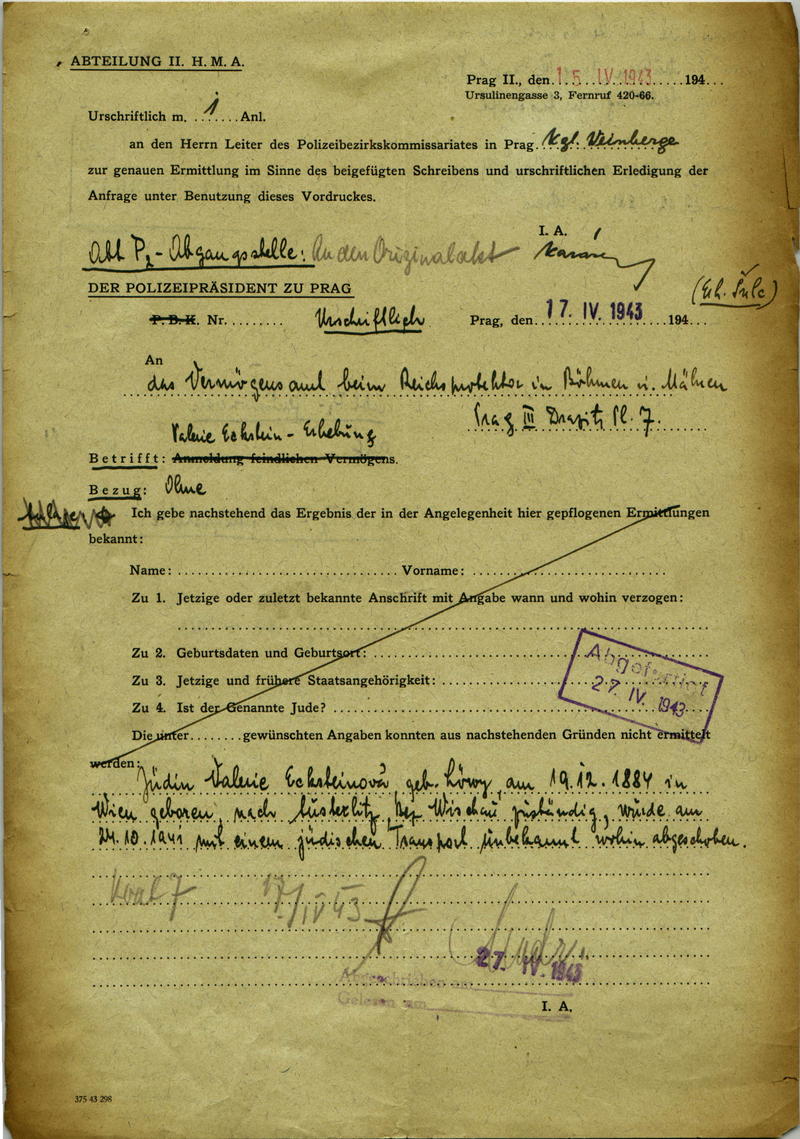 ABTEILUNG II. H. M. A.
Prag II., den 15. IV. 1943 194...
Ursulinengasse 3, Fernruf 420-66.
Urschriftlich m. 1 Anl.
an den Herrn Leiter des Polizeibezirkskommissariates in Prag Kgl. Weinberge
zur genauen Ermittlung im Sinne des beigefügten Schreibens und urschriftlichen Erledigung der
Anfrage unter Benutzung dieses Vordruckes.
I. A.
Abt P2 - Abgangsstelle: An den Originalakt
DER POLIZEIPRÄSIDENT ZU PRAG
P. B. K. Nr......... Urschriftlich Prag, den 17. IV. 1943 194...
An
das Vermögensamt beim Reichsprotektor in Böhmen u. Mähren
Prag III
Valerie Eckstein - Erhebung
Betrifft: Anmeldung feindlichen Vermögens.
Bezug: Ohne
Ich gebe nachstehend das Ergebnis der in der Angelegenheit hier gepflogenen Ermittlungen
bekannt:
Name: .............................. Vorname: ..............................
Zu 1. Jetzige oder zuletzt bekannte Anschrift mit Angabe wann und wohin verzogen:
Zu 2. Geburtsdaten und Geburtsort:
Zu 3. Jetzige und frühere Staatsangehörigkeit:
Zu 4. Ist der Genannte Jude?
Abgefertigt
27. IV. 1943
Die unter........gewünschten Angaben konnten aus nachstehenden Gründen nicht ermittelt
werden:
Jüdin Valerie Ecksteinová, geb. Löwy, am 19.12.1884 in
Wien geboren, nach Austerlitz, Bez. Wischau zuständig, wurde am
24.10.1941 mit einem jüdischen Transport unbekannt wohin abgeschoben.
17/IV 43
27. IV. 1943
Abgeschrieben am
Gelesen am
I. A.
375 43 298